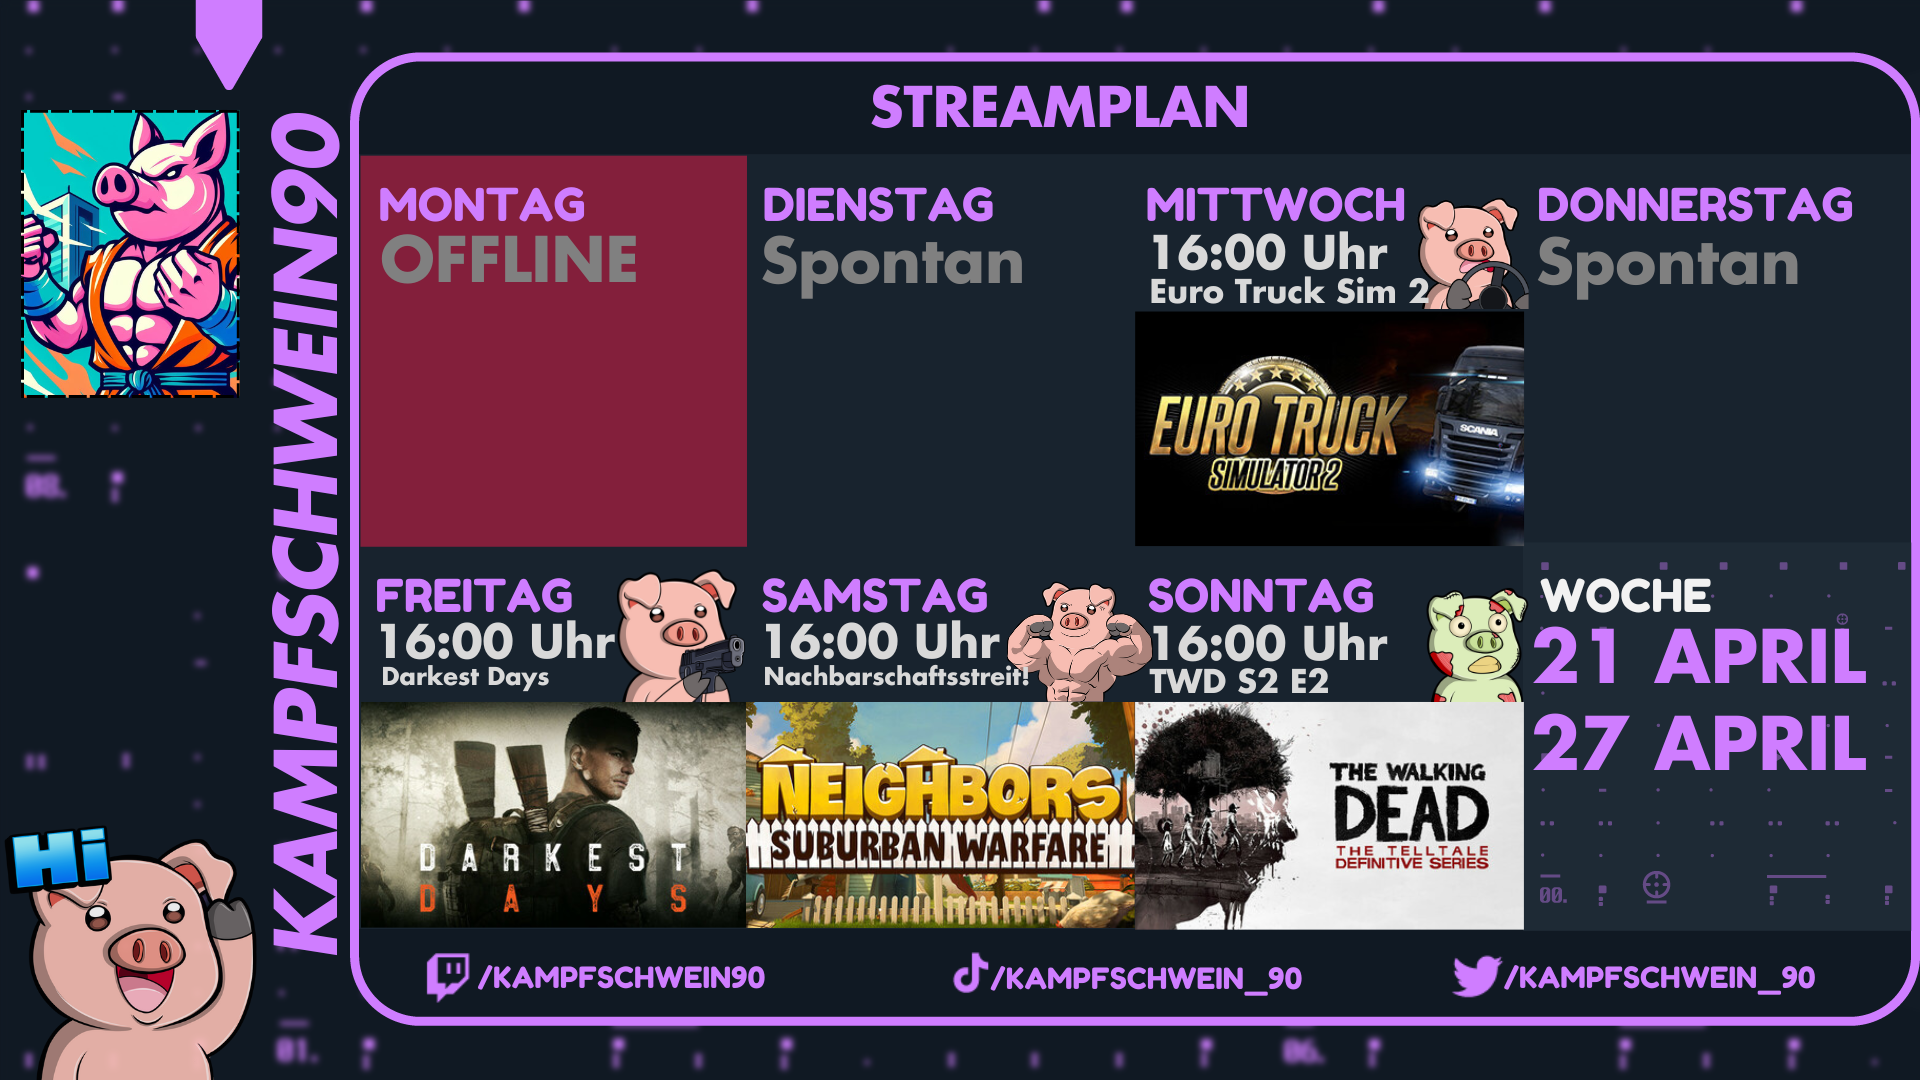 STREAMPLAN
KAMPFSCHWEIN90
MONTAG
OFFLINE
DIENSTAG
Spontan
MITTWOCH
16:00 Uhr
Euro Truck Sim 2
EURO TRUCK
SIMULATOR 2
SCANIA
DONNERSTAG
Spontan
FREITAG
16:00 Uhr
Darkest Days
DARKEST
DAYS
SAMSTAG
16:00 Uhr
Nachbarschaftsstreit!
NEIGHBORS
SUBURBAN WARFARE
SONNTAG
16:00 Uhr
TWD S2 E2
THE WALKING
DEAD
THE TELLTALE
DEFINITIVE SERIES
WOCHE
21 APRIL
27 APRIL
00.
Hi
/KAMPFSCHWEIN90
/KAMPFSCHWEIN_90
/KAMPFSCHWEIN_90
01.
06.